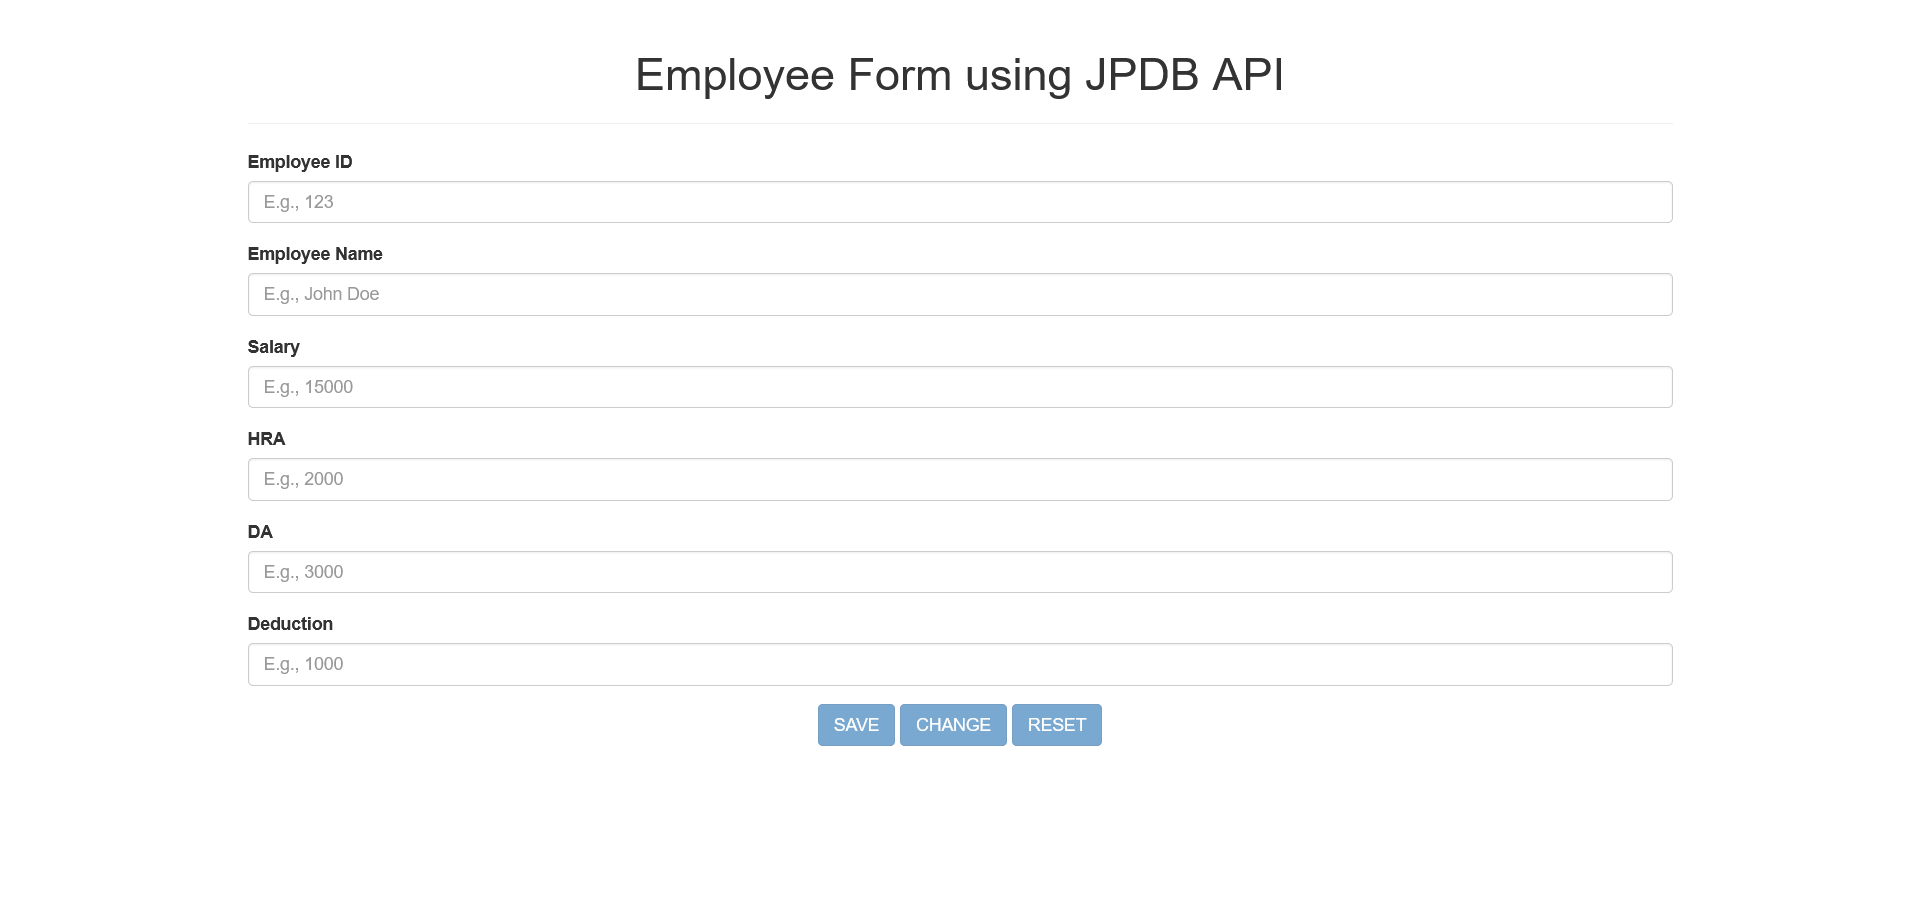 Employee Form using JPDB API
Employee ID
E.g., 123
Employee Name
E.g., John Doe
Salary
E.g., 15000
HRA
E.g., 2000
DA
E.g., 3000
Deduction
E.g., 1000
SAVE CHANGE RESET